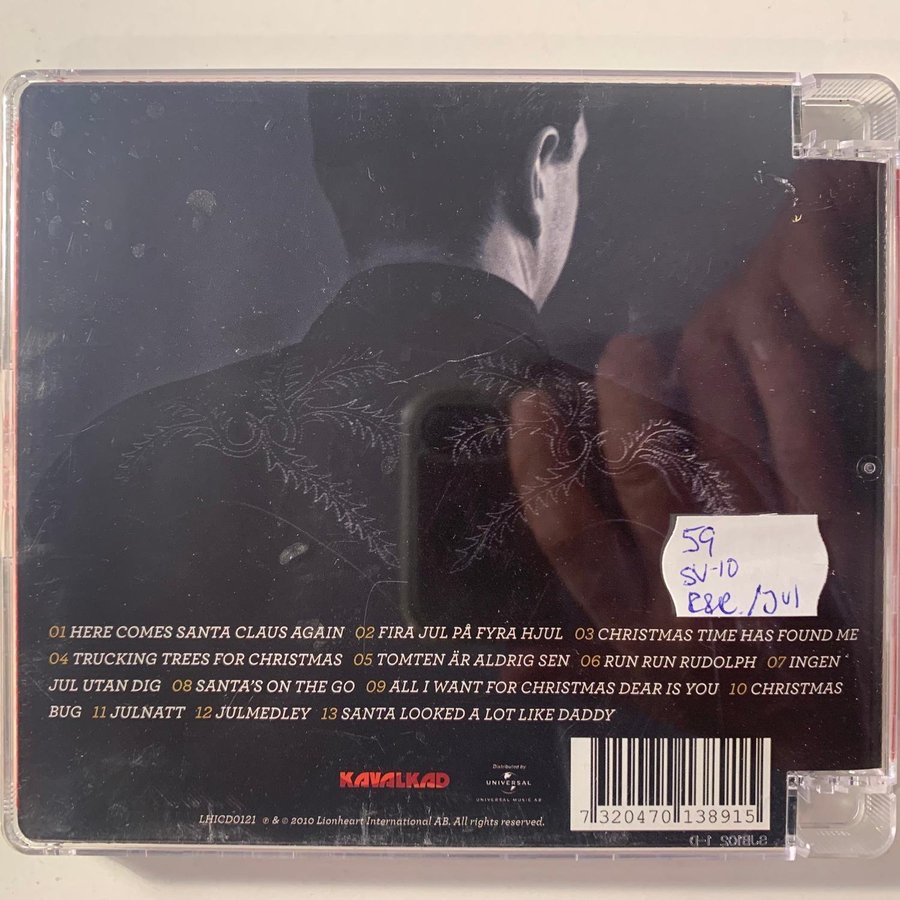 59
SV-10
R&R./Jul
01 HERE COMES SANTA CLAUS AGAIN 02 FIRA JUL PÅ FYRA HJUL 03 CHRISTMAS TIME HAS FOUND ME
04 TRUCKING TREES FOR CHRISTMAS 05 TOMTEN ÄR ALDRIG SEN 06 RUN RUN RUDOLPH 07 INGEN
JUL UTAN DIG 08 SANTA'S ON THE GO 09 ALL I WANT FOR CHRISTMAS DEAR IS YOU 10 CHRISTMAS
BUG 11 JULNATT 12 JULMEDLEY 13 SANTA LOOKED A LOT LIKE DADDY
KAVALKAD
Distributed by
UNIVERSAL
UNIVERSAL MUSIC AB
LHICD0121 ℗ & © 2010 Lionheart International AB. All rights reserved.
7 320470 138915